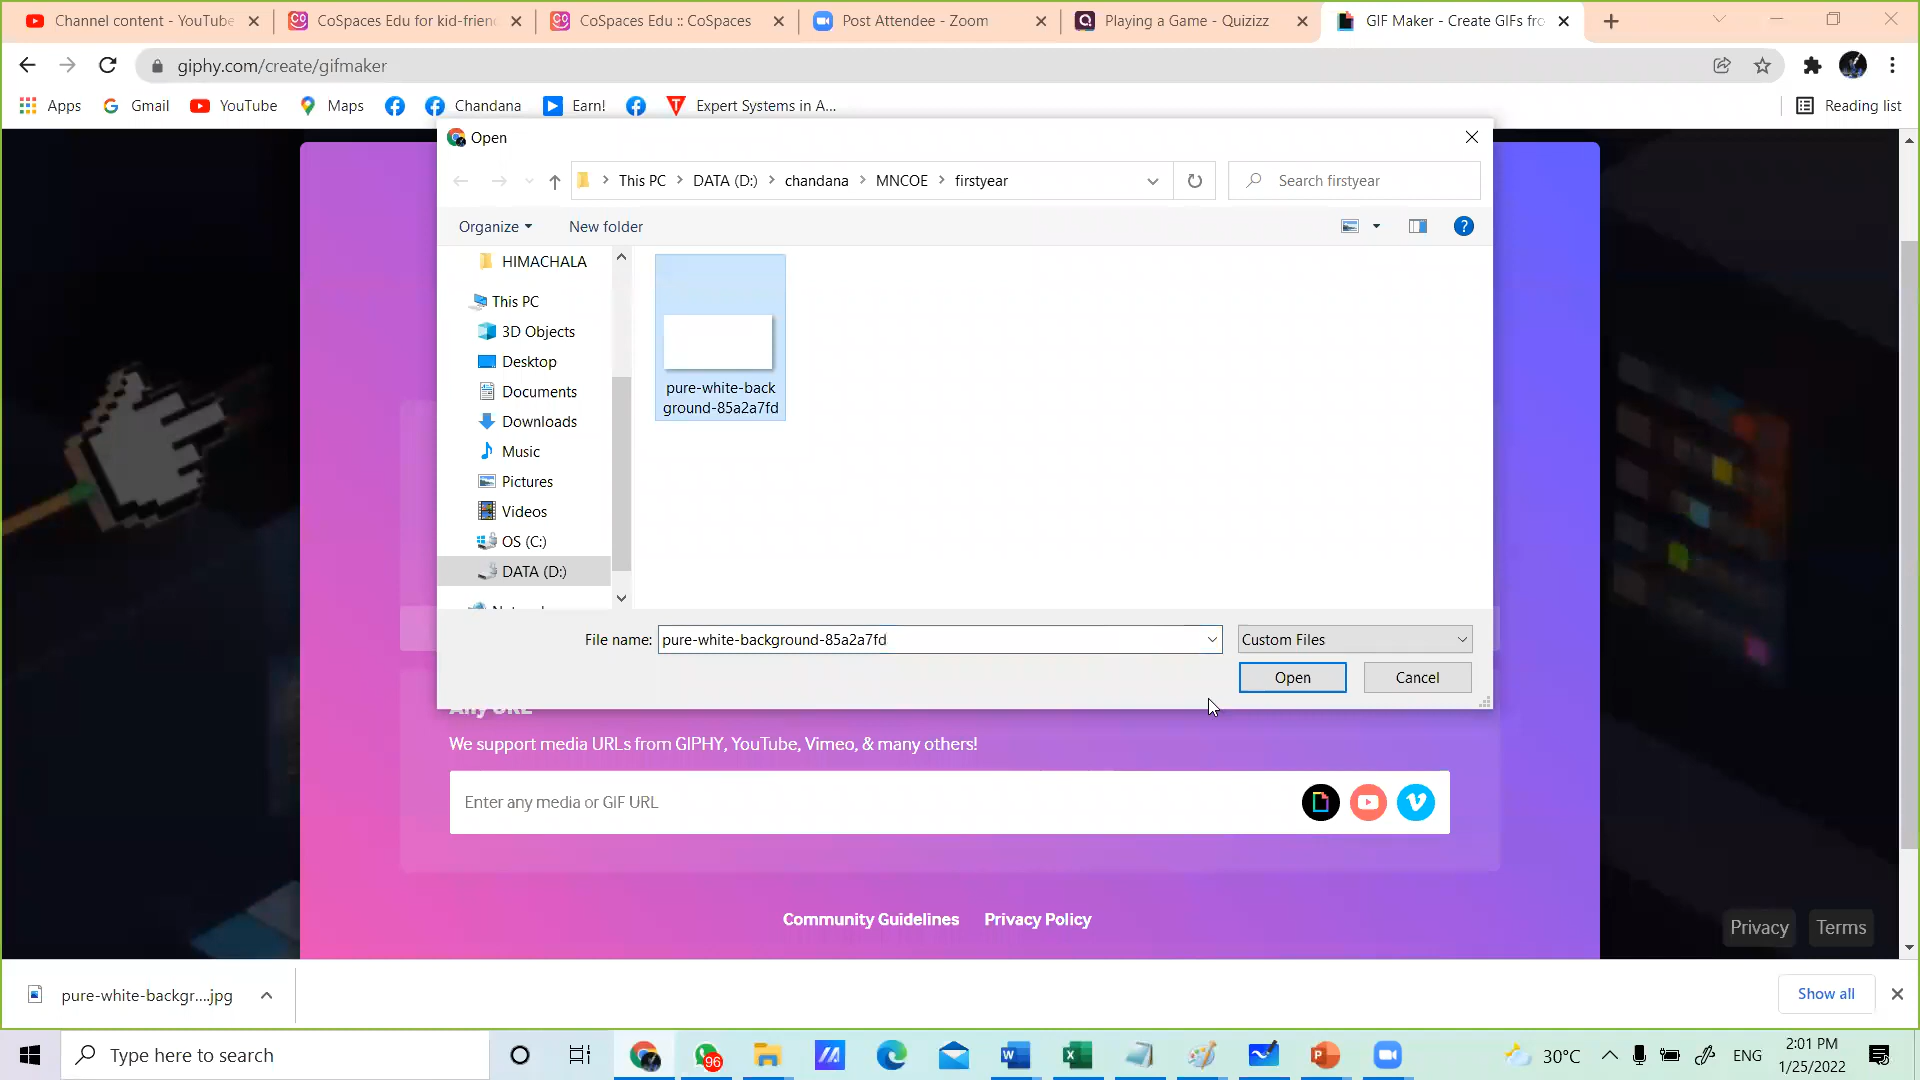 Channel content - YouTube
CoSpaces Edu for kid-frien
CoSpaces Edu :: CoSpaces
Post Attendee - Zoom
Playing a Game - Quizizz
GIF Maker - Create GIFs fro
giphy.com/create/gifmaker
Apps
Gmail
YouTube
Maps
Chandana
Earn!
Expert Systems in A...
Reading list
Open
This PC
DATA (D:)
chandana
MNCOE
firstyear
Search firstyear
Organize
New folder
HIMACHALA
This PC
3D Objects
Desktop
Documents
Downloads
Music
Pictures
Videos
OS (C:)
DATA (D:)
pure-white-back
ground-85a2a7fd
File name:
pure-white-background-85a2a7fd
Custom Files
Open
Cancel
Any URL
We support media URLs from GIPHY, YouTube, Vimeo, & many others!
Enter any media or GIF URL
Community Guidelines
Privacy Policy
Privacy
Terms
pure-white-backgr....jpg
Show all
Type here to search
96
30°C
ENG
2:01 PM
1/25/2022